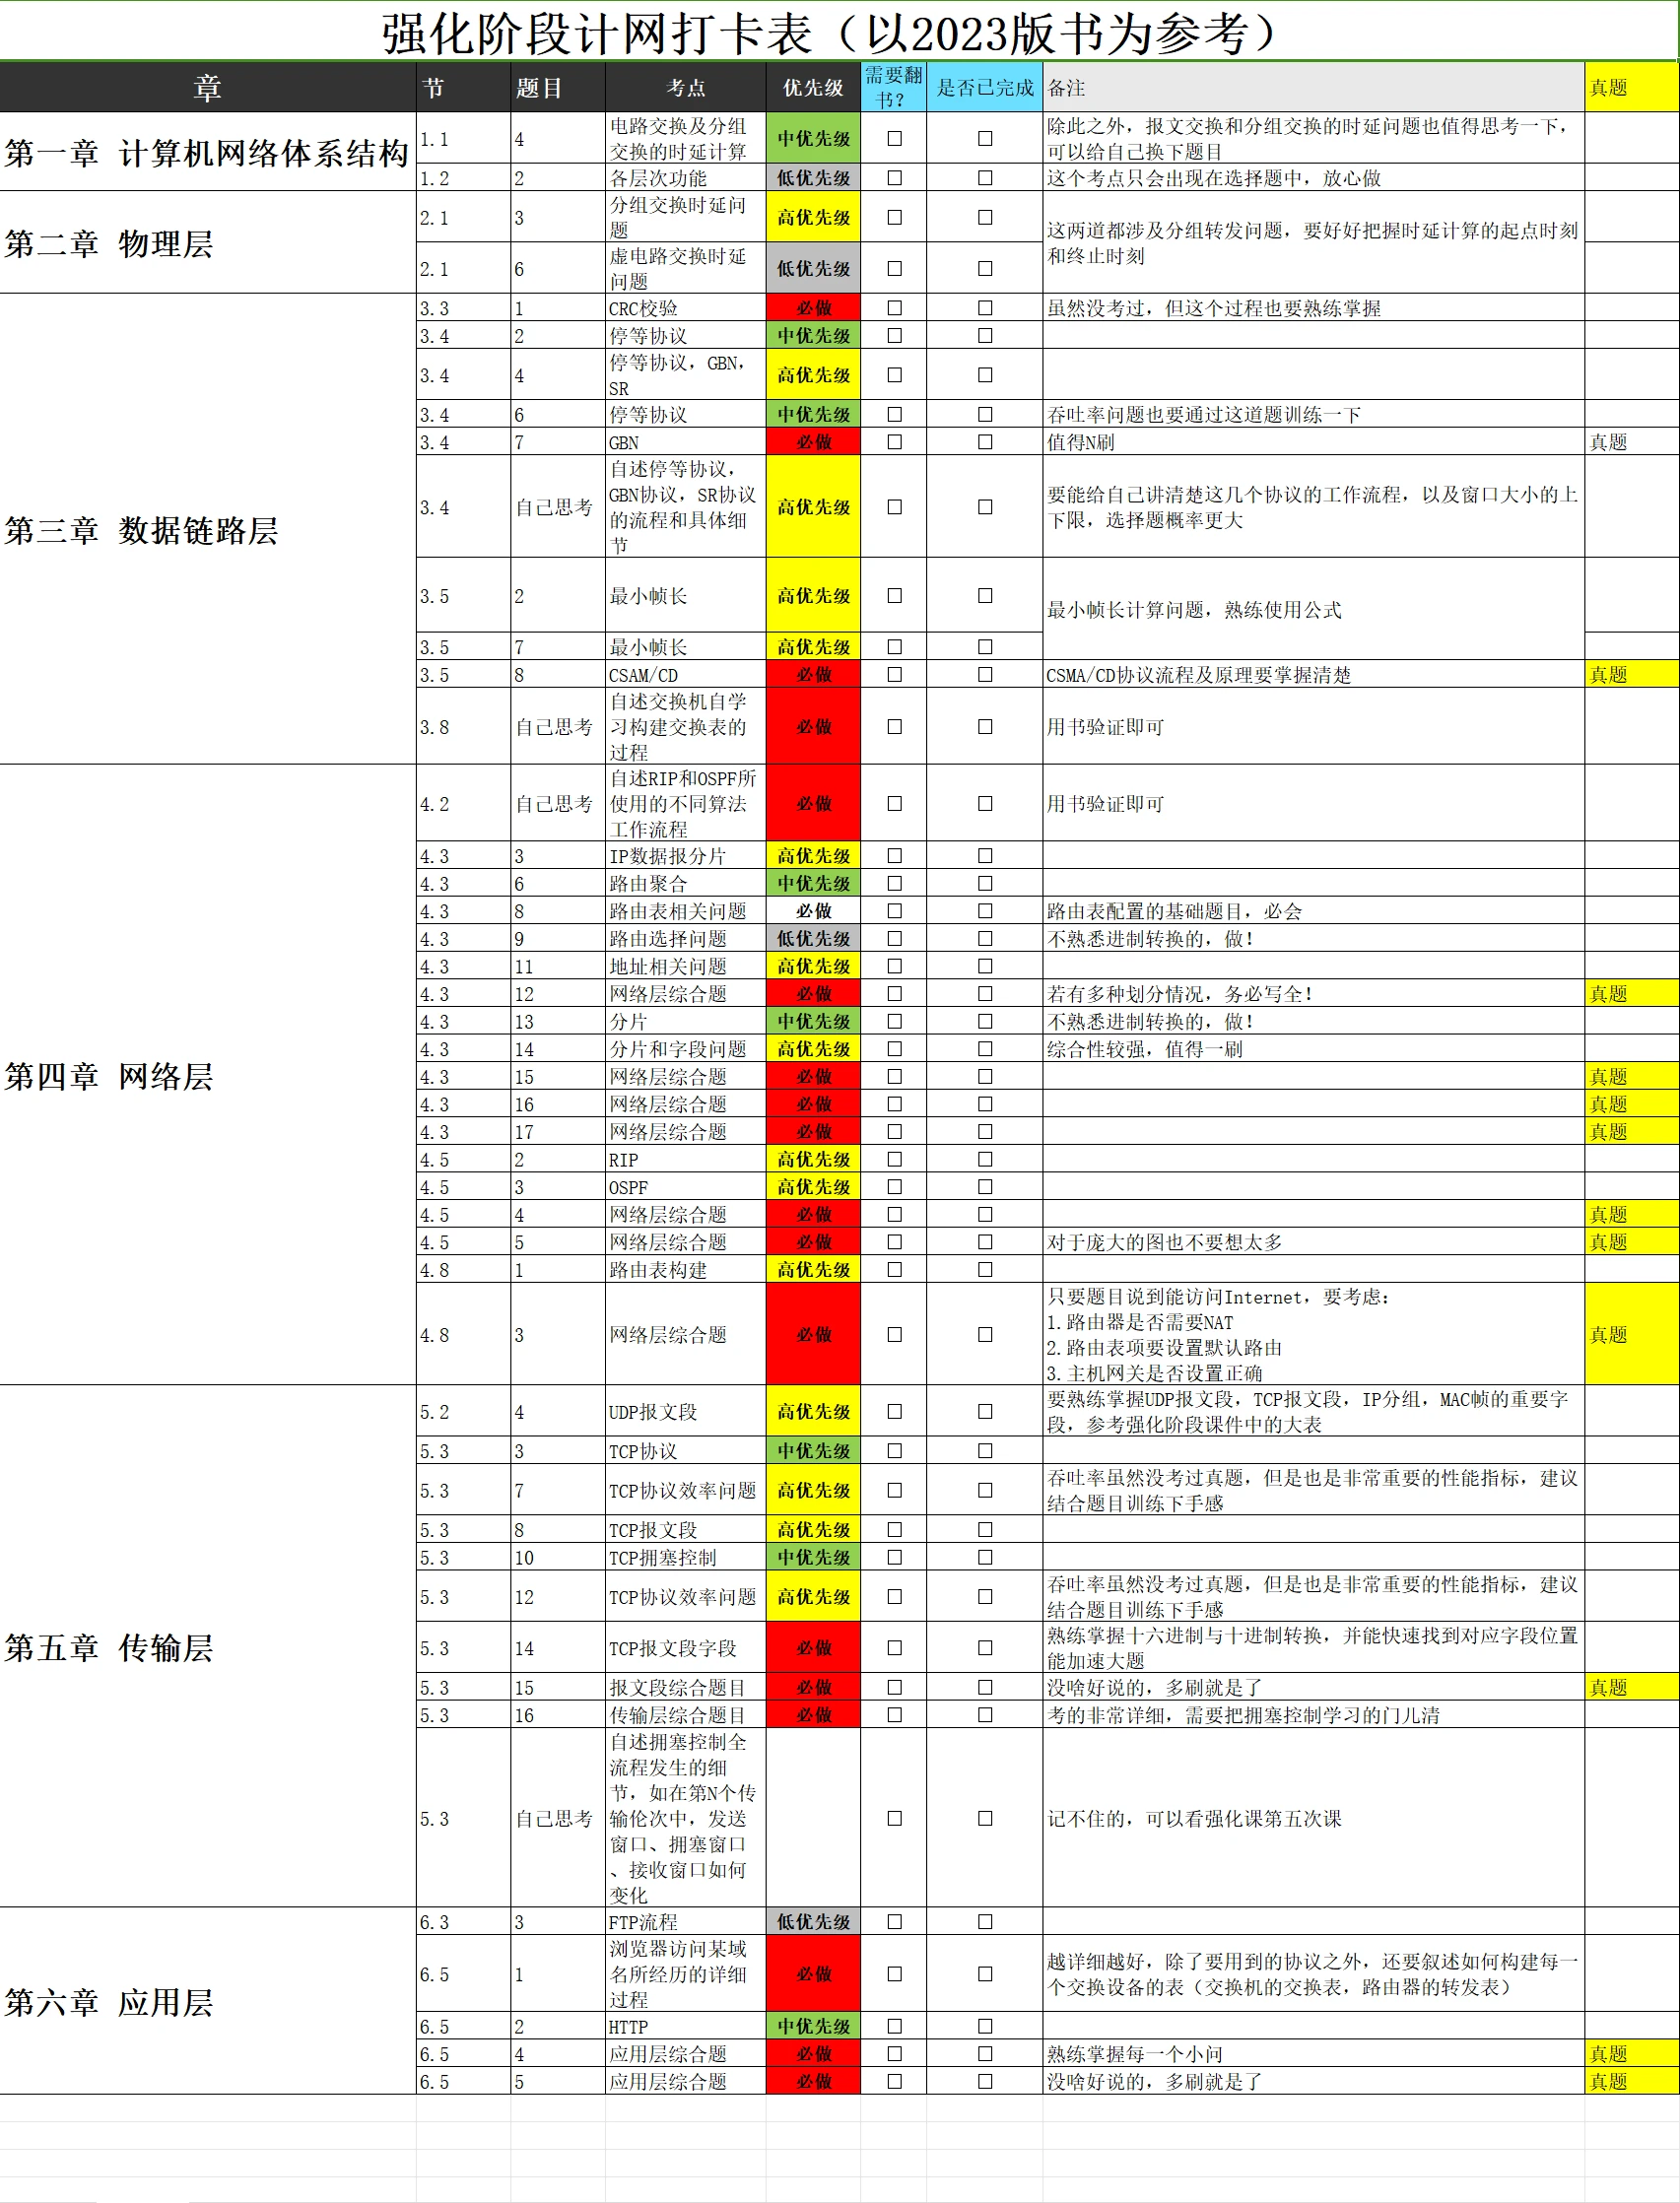 强化阶段计网打卡表（以2023版书为参考）
章 节 题目 考点 优先级 需要翻书? 是否已完成 备注 真题
第一章 计算机网络体系结构
1.1 4 电路交换及分组交换的时延计算 中优先级 □ □ 除此之外，报文交换和分组交换的时延问题也值得思考一下，可以给自己换下题目
1.2 2 各层次功能 低优先级 □ □ 这个考点只会出现在选择题中，放心做
第二章 物理层
2.1 3 分组交换时延问题 高优先级 □ □ 这两道都涉及分组转发问题，要好好把握时延计算的起点时刻和终止时刻
2.1 6 虚电路交换时延问题 低优先级 □ □
第三章 数据链路层
3.3 1 CRC校验 必做 □ □ 虽然没考过，但这个过程也要熟练掌握
3.4 2 停等协议 中优先级 □ □
3.4 4 停等协议，GBN，SR 高优先级 □ □
3.4 6 停等协议 中优先级 □ □ 吞吐率问题也要通过这道题训练一下
3.4 7 GBN 必做 □ □ 值得N刷 真题
3.4 自己思考 自述停等协议，GBN协议，SR协议的流程和具体细节 高优先级 □ □ 要能给自己讲清楚这几个协议的工作流程，以及窗口大小的上下限，选择题概率更大
3.5 2 最小帧长 高优先级 □ □ 最小帧长计算问题，熟练使用公式
3.5 7 最小帧长 高优先级 □ □
3.5 8 CSAM/CD 必做 □ □ CSMA/CD协议流程及原理要掌握清楚 真题
3.8 自己思考 自述交换机自学习构建交换表的过程 必做 □ □ 用书验证即可
第四章 网络层
4.2 自己思考 自述RIP和OSPF所使用的不同算法工作流程 必做 □ □ 用书验证即可
4.3 3 IP数据报分片 高优先级 □ □
4.3 6 路由聚合 中优先级 □ □
4.3 8 路由表相关问题 必做 □ □ 路由表配置的基础题目，必会
4.3 9 路由选择问题 低优先级 □ □ 不熟悉进制转换的，做！
4.3 11 地址相关问题 高优先级 □ □
4.3 12 网络层综合题 必做 □ □ 若有多种划分情况，务必写全！ 真题
4.3 13 分片 中优先级 □ □ 不熟悉进制转换的，做！
4.3 14 分片和字段问题 高优先级 □ □ 综合性较强，值得一刷
4.3 15 网络层综合题 必做 □ □ 真题
4.3 16 网络层综合题 必做 □ □ 真题
4.3 17 网络层综合题 必做 □ □ 真题
4.5 2 RIP 高优先级 □ □
4.5 3 OSPF 高优先级 □ □
4.5 4 网络层综合题 必做 □ □ 真题
4.5 5 网络层综合题 必做 □ □ 对于庞大的图也不要想太多 真题
4.8 1 路由表构建 高优先级 □ □
4.8 3 网络层综合题 必做 □ □ 只要题目说到能访问Internet，要考虑：
1.路由器是否需要NAT
2.路由表项要设置默认路由
3.主机网关是否设置正确
真题
第五章 传输层
5.2 4 UDP报文段 高优先级 □ □ 要熟练掌握UDP报文段，TCP报文段，IP分组，MAC帧的重要字段，参考强化阶段课件中的大表
5.3 3 TCP协议 中优先级 □ □
5.3 7 TCP协议效率问题 高优先级 □ □ 吞吐率虽然没考过真题，但是也是非常重要的性能指标，建议结合题目训练下手感
5.3 8 TCP报文段 高优先级 □ □
5.3 10 TCP拥塞控制 中优先级 □ □
5.3 12 TCP协议效率问题 高优先级 □ □ 吞吐率虽然没考过真题，但是也是非常重要的性能指标，建议结合题目训练下手感
5.3 14 TCP报文段字段 必做 □ □ 熟练掌握十六进制与十进制转换，并能快速找到对应字段位置能加速大题
5.3 15 报文段综合题目 必做 □ □ 没啥好说的，多刷就是了 真题
5.3 16 传输层综合题目 必做 □ □ 考的非常详细，需要把拥塞控制学习的门儿清
5.3 自己思考 自述拥塞控制全流程发生的细节，如在第N个传输伦次中，发送窗口、拥塞窗口、接收窗口如何变化 □ □ 记不住的，可以看强化课第五次课
第六章 应用层
6.3 3 FTP流程 低优先级 □ □
6.5 1 浏览器访问某域名所经历的详细过程 必做 □ □ 越详细越好，除了要用到的协议之外，还要叙述如何构建每一个交换设备的表（交换机的交换表，路由器的转发表）
6.5 2 HTTP 中优先级 □ □
6.5 4 应用层综合题 必做 □ □ 熟练掌握每一个小问 真题
6.5 5 应用层综合题 必做 □ □ 没啥好说的，多刷就是了 真题